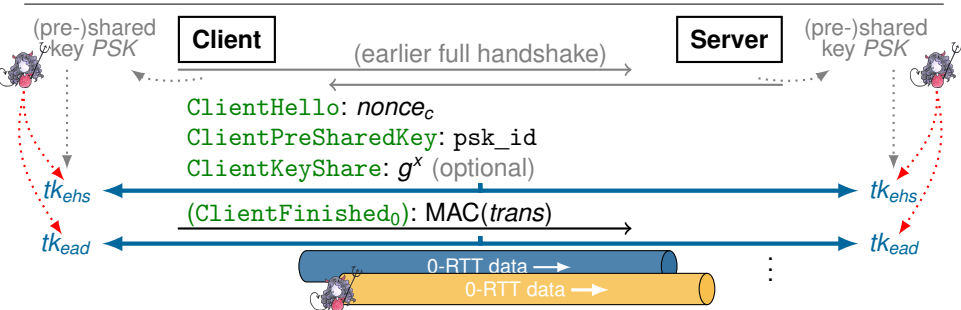 (pre-)shared
key PSK
Client
(earlier full handshake)
Server
(pre-)shared
key PSK
ClientHello: nonce_c
ClientPreSharedKey: psk_id
ClientKeyShare: g^x (optional)
tk_ehs
tk_ehs
(ClientFinished_0): MAC(trans)
tk_ead
tk_ead
0-RTT data →
0-RTT data →
⋮